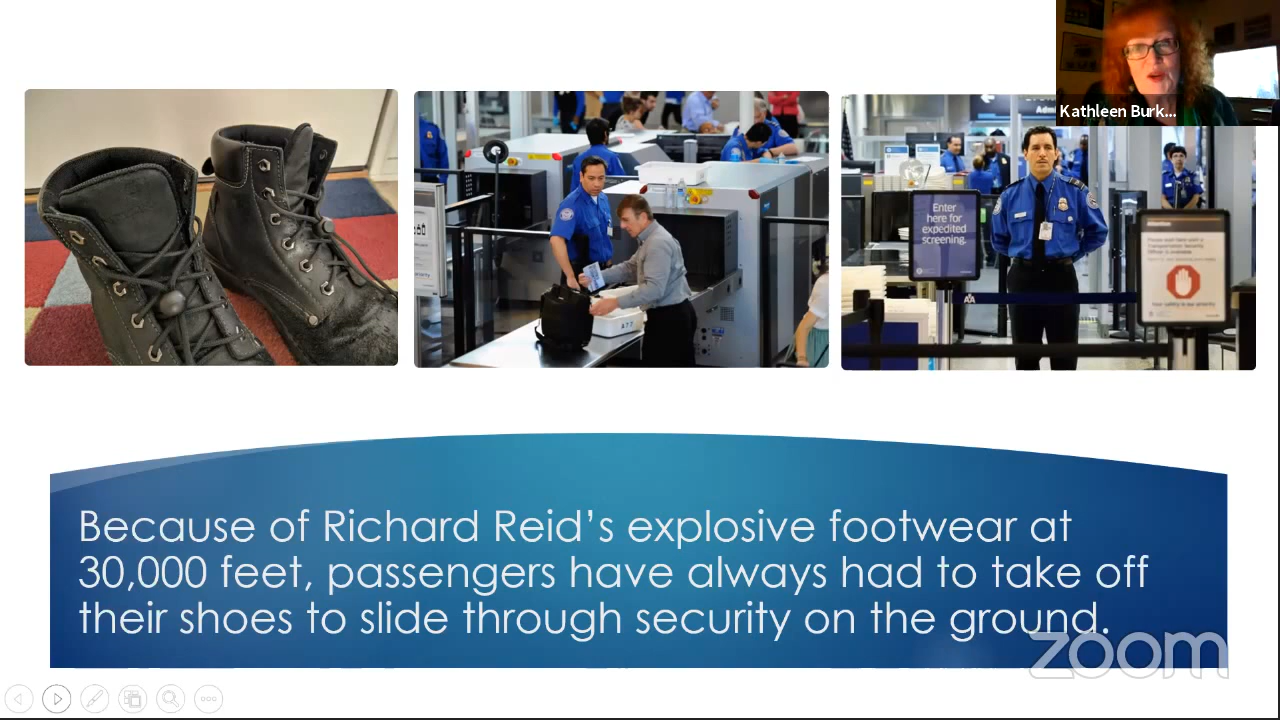 Kathleen Burk...
Enter
here for
expedited
screening.
AA
Because of Richard Reid’s explosive footwear at
30,000 feet, passengers have always had to take off
their shoes to slide through security on the ground.
zoom